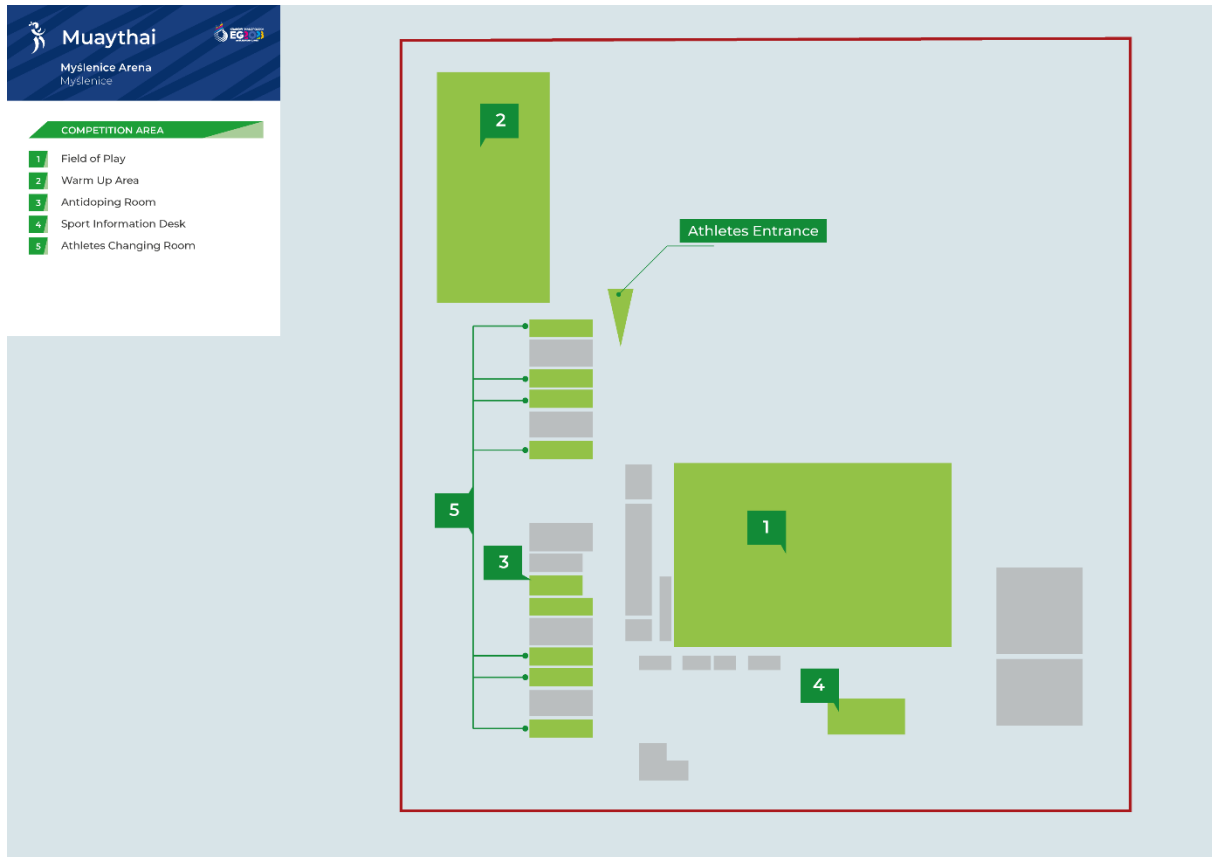 Muaythai
EG2023
Myślenice Arena
Myślenice
COMPETITION AREA
1 Field of Play
2 Warm Up Area
3 Antidoping Room
4 Sport Information Desk
5 Athletes Changing Room
2
Athletes Entrance
5
1
3
4